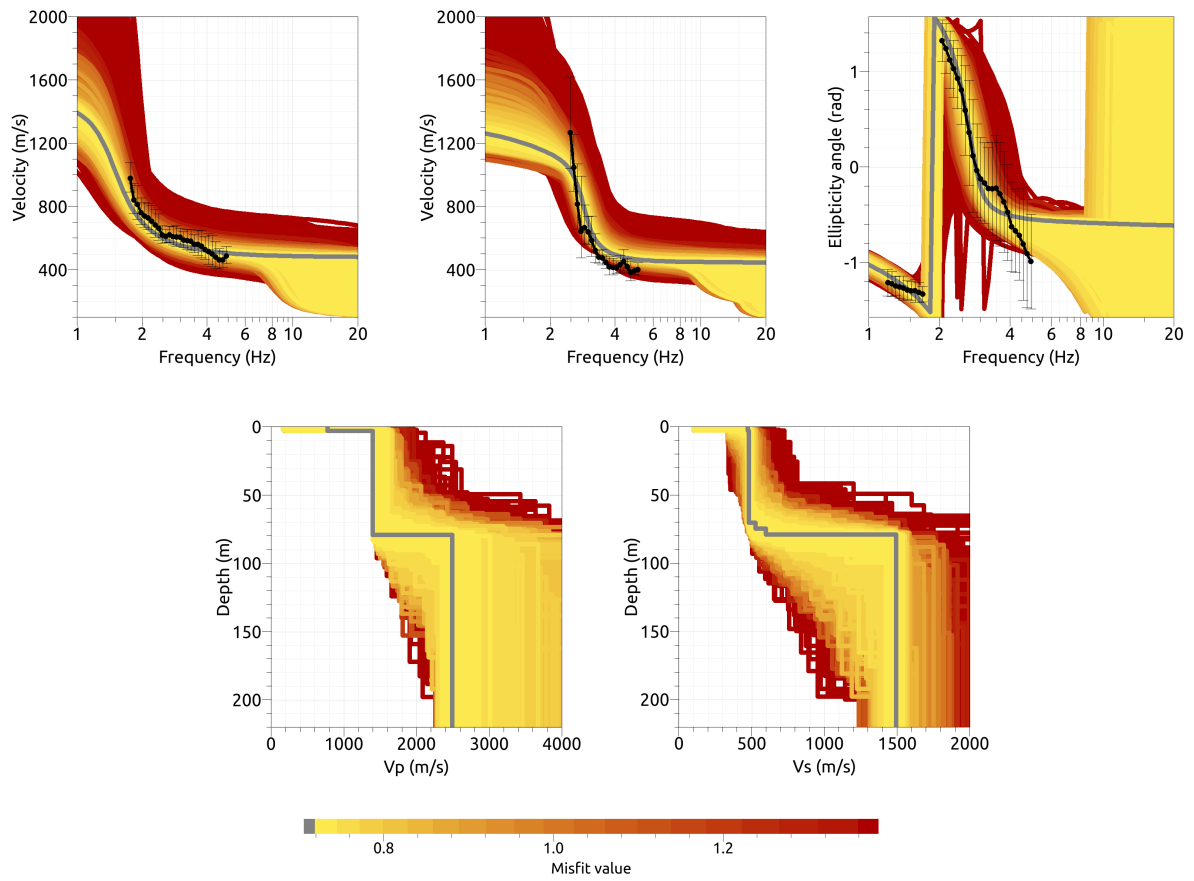 2000
1600
1200
800
400
Velocity (m/s)
1 2 4 6 8 10 20
Frequency (Hz)
2000
1600
1200
800
400
Velocity (m/s)
1 2 4 6 8 10 20
Frequency (Hz)
1
0
-1
Ellipticity angle (rad)
1 2 4 6 8 10 20
Frequency (Hz)
0
50
100
150
200
Depth (m)
0 1000 2000 3000 4000
Vp (m/s)
0
50
100
150
200
Depth (m)
0 500 1000 1500 2000
Vs (m/s)
0.8 1.0 1.2
Misfit value